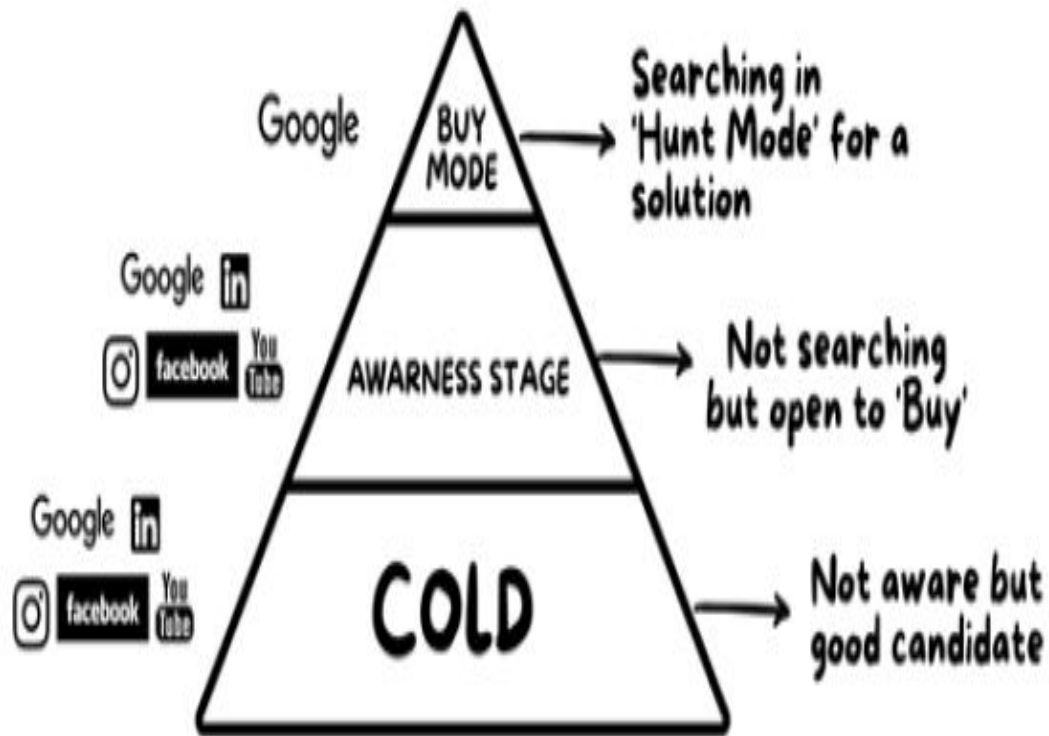 Google
BUY
MODE
Searching in
'Hunt Mode' for a
solution
Google in
facebook
You
Tube
AWARNESS STAGE
Not searching
but open to 'Buy'
Google in
facebook
You
Tube
COLD
Not aware but
good candidate